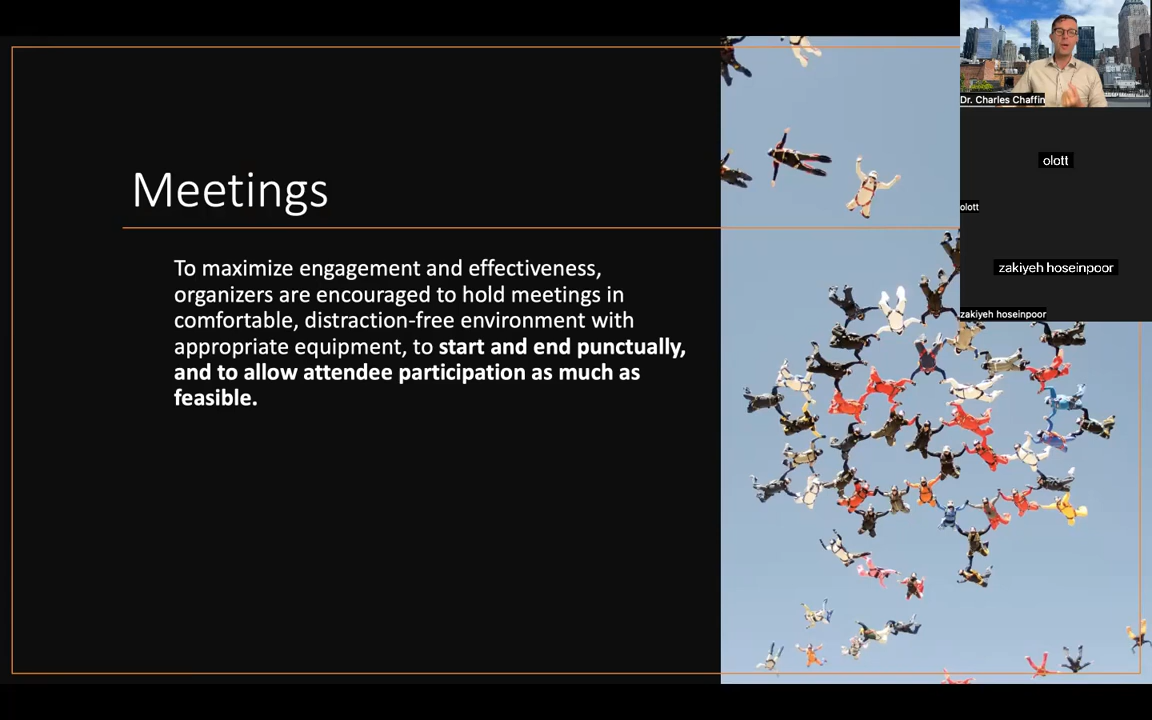 Meetings
To maximize engagement and effectiveness,
organizers are encouraged to hold meetings in
comfortable, distraction-free environment with
appropriate equipment, to start and end punctually,
and to allow attendee participation as much as
feasible.
Dr. Charles Chaffin
olott
olott
zakiyeh hoseinpoor
zakiyeh hoseinpoor